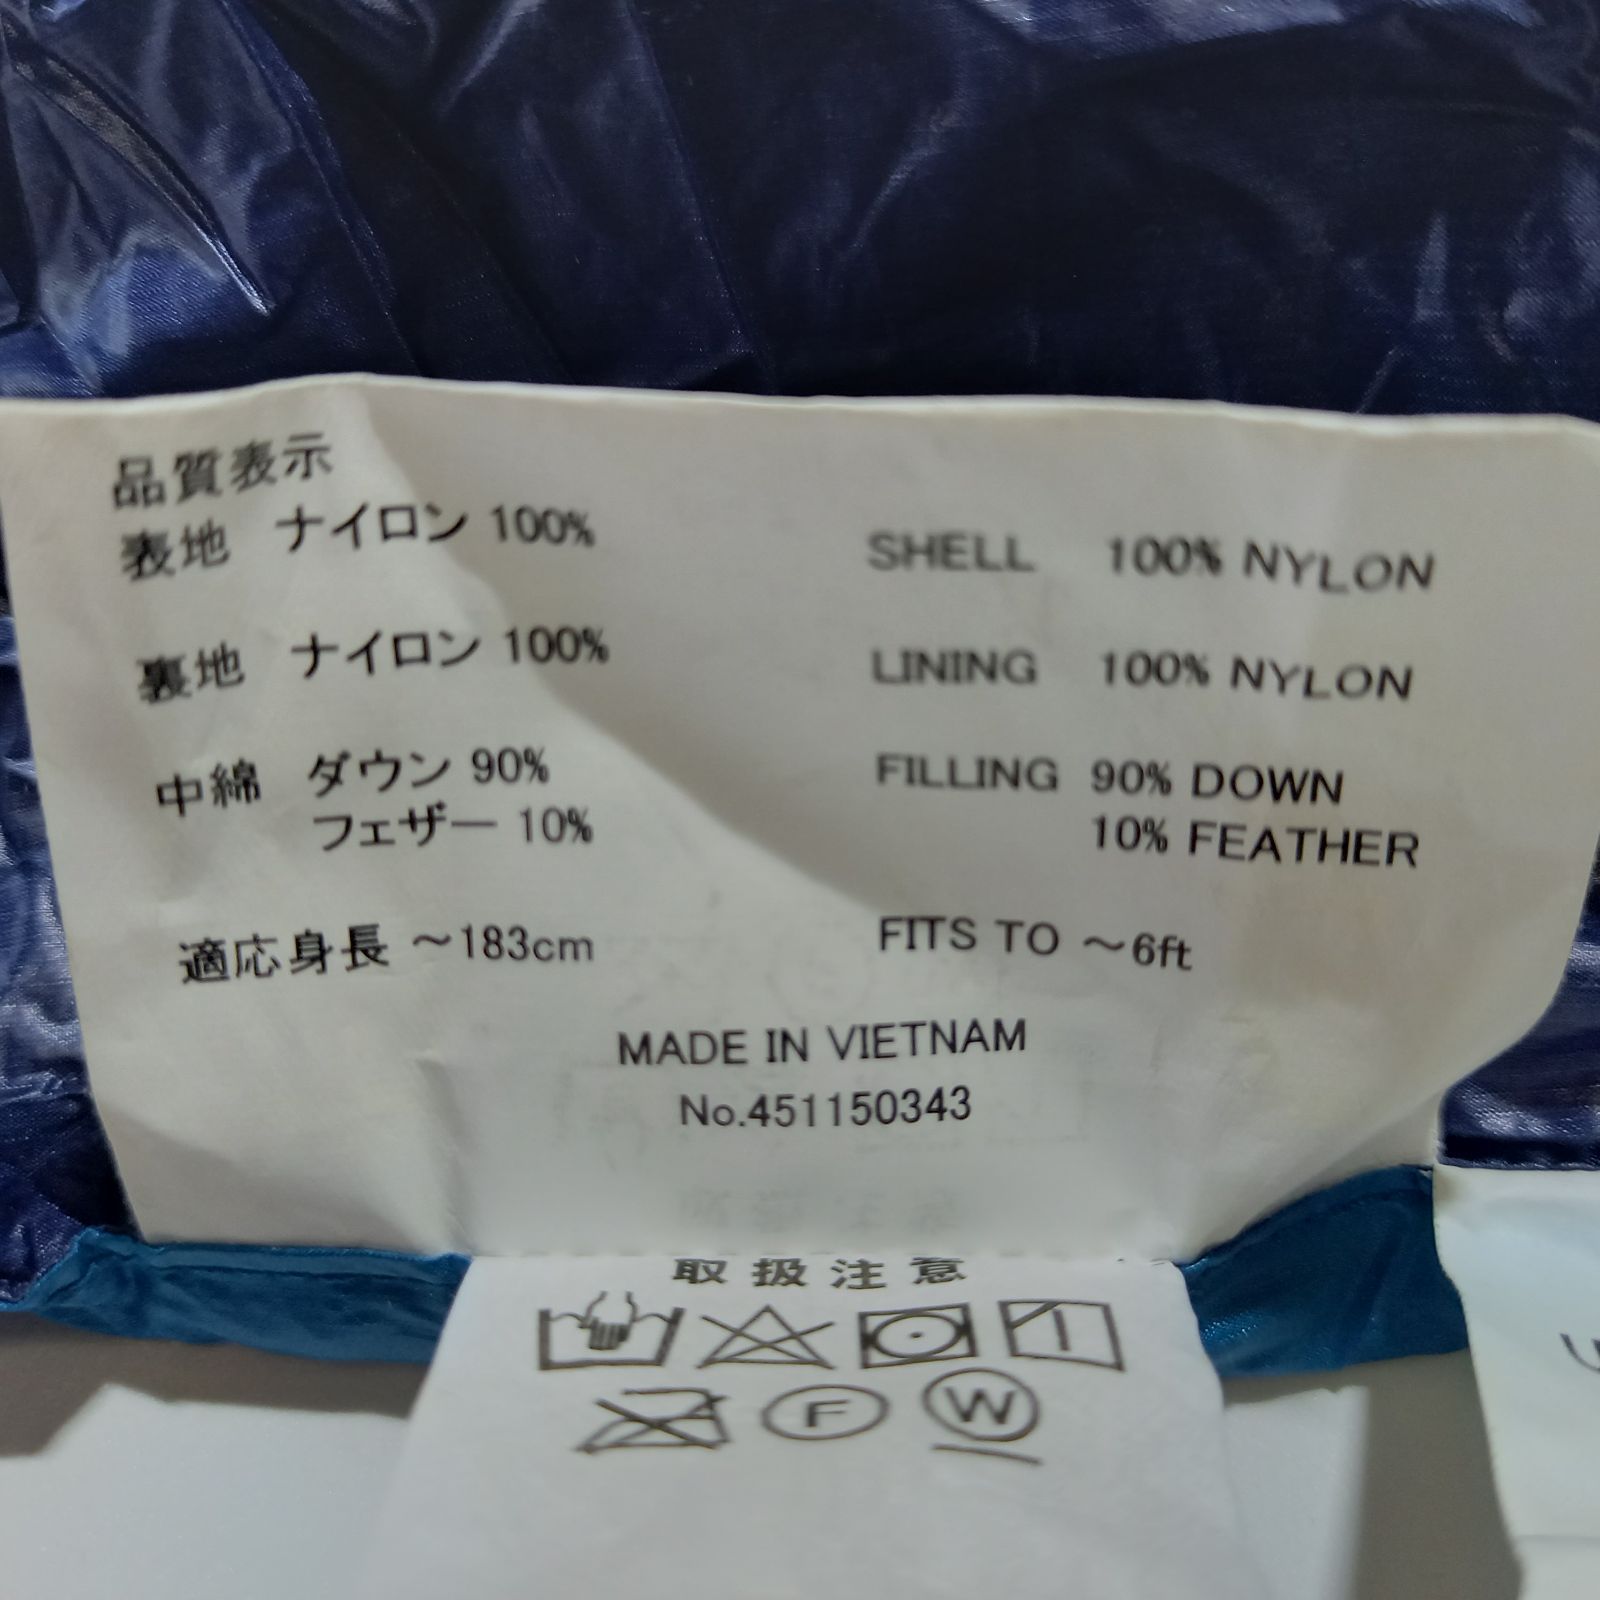 品質表示
表地 ナイロン 100%
裏地 ナイロン 100%
中綿 ダウン 90%
フェザー 10%
適応身長 ～183cm
SHELL 100% NYLON
LINING 100% NYLON
FILLING 90% DOWN
10% FEATHER
FITS TO ～6ft
MADE IN VIETNAM
No.451150343
取扱注意
F W